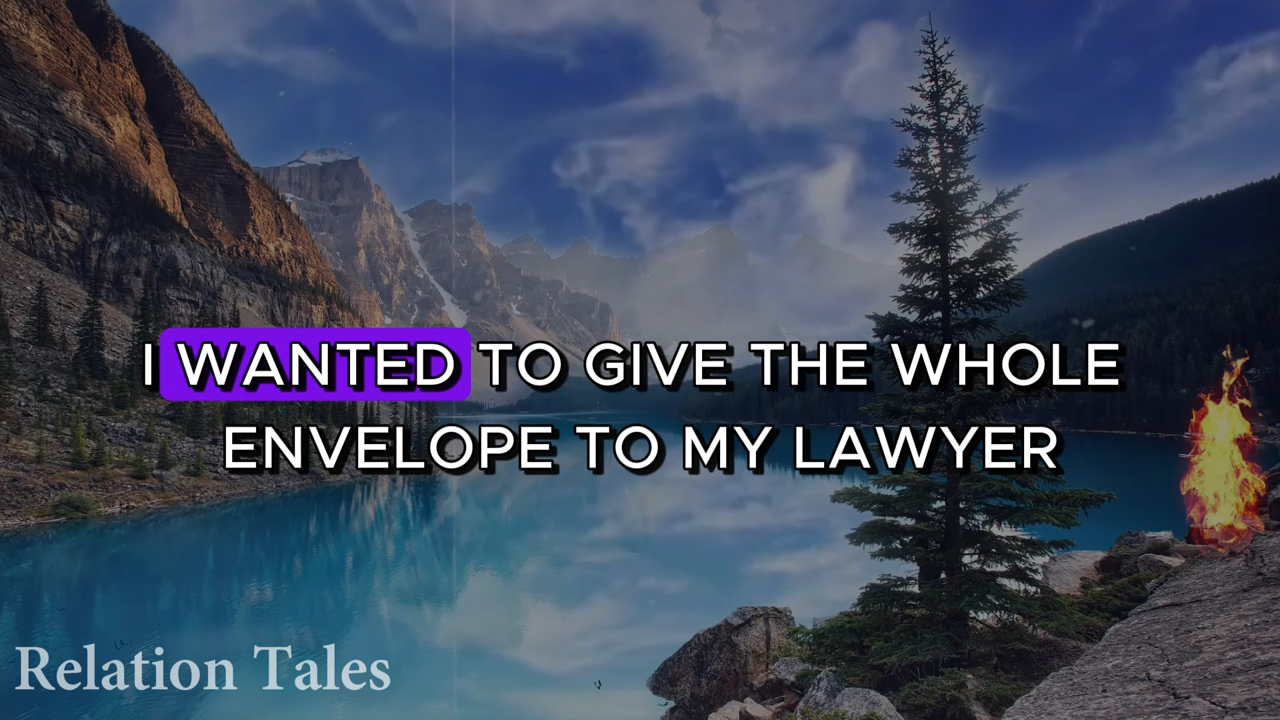 I WANTED TO GIVE THE WHOLE
ENVELOPE TO MY LAWYER
Relation Tales